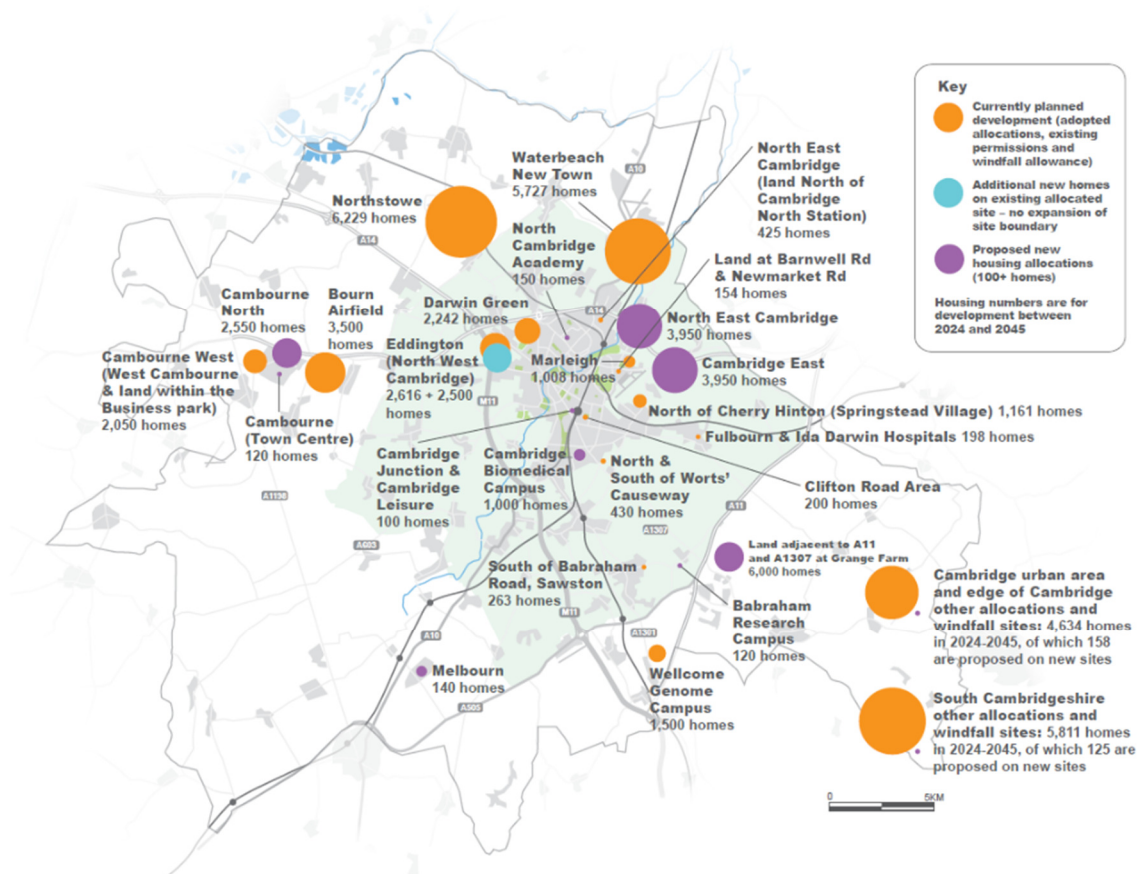 Key
Currently planned
development (adopted
allocations, existing
permissions and
windfall allowance)
Additional new homes
on existing allocated
site – no expansion of
site boundary
Proposed new
housing allocations
(100+ homes)
Housing numbers are for
development between
2024 and 2045
Waterbeach
New Town
5,727 homes
A10
North East
Cambridge
(land North of
Cambridge
North Station)
425 homes
Northstowe
6,229 homes
A14
North
Cambridge
Academy
150 homes
Land at Barnwell Rd
& Newmarket Rd
154 homes
Cambourne
North
2,550 homes
Bourn
Airfield
3,500
homes
Darwin Green
2,242 homes
A14
North East Cambridge
3,950 homes
Eddington
(North West
Cambridge)
2,616 + 2,500
homes
Marleigh
1,008 homes
Cambridge East
3,950 homes
Cambourne West
(West Cambourne
& land within the
Business park)
2,050 homes
M11
North of Cherry Hinton (Springstead Village) 1,161 homes
Cambourne
(Town Centre)
120 homes
Fulbourn & Ida Darwin Hospitals 198 homes
Cambridge
Junction &
Cambridge
Leisure
100 homes
Cambridge
Biomedical
Campus
1,000 homes
North &
South of Worts'
Causeway
430 homes
Clifton Road Area
200 homes
A1198
A11
A1307
A603
Land adjacent to A11
and A1307 at Grange Farm
6,000 homes
South of Babraham
Road, Sawston
263 homes
Cambridge urban area
and edge of Cambridge
other allocations and
windfall sites: 4,634 homes
in 2024-2045, of which 158
are proposed on new sites
Babraham
Research
Campus
120 homes
M11
A10
A1301
Melbourn
140 homes
Wellcome
Genome
Campus
1,500 homes
A505
South Cambridgeshire
other allocations and
windfall sites: 5,811 homes
in 2024-2045, of which 125 are
proposed on new sites
0 5KM